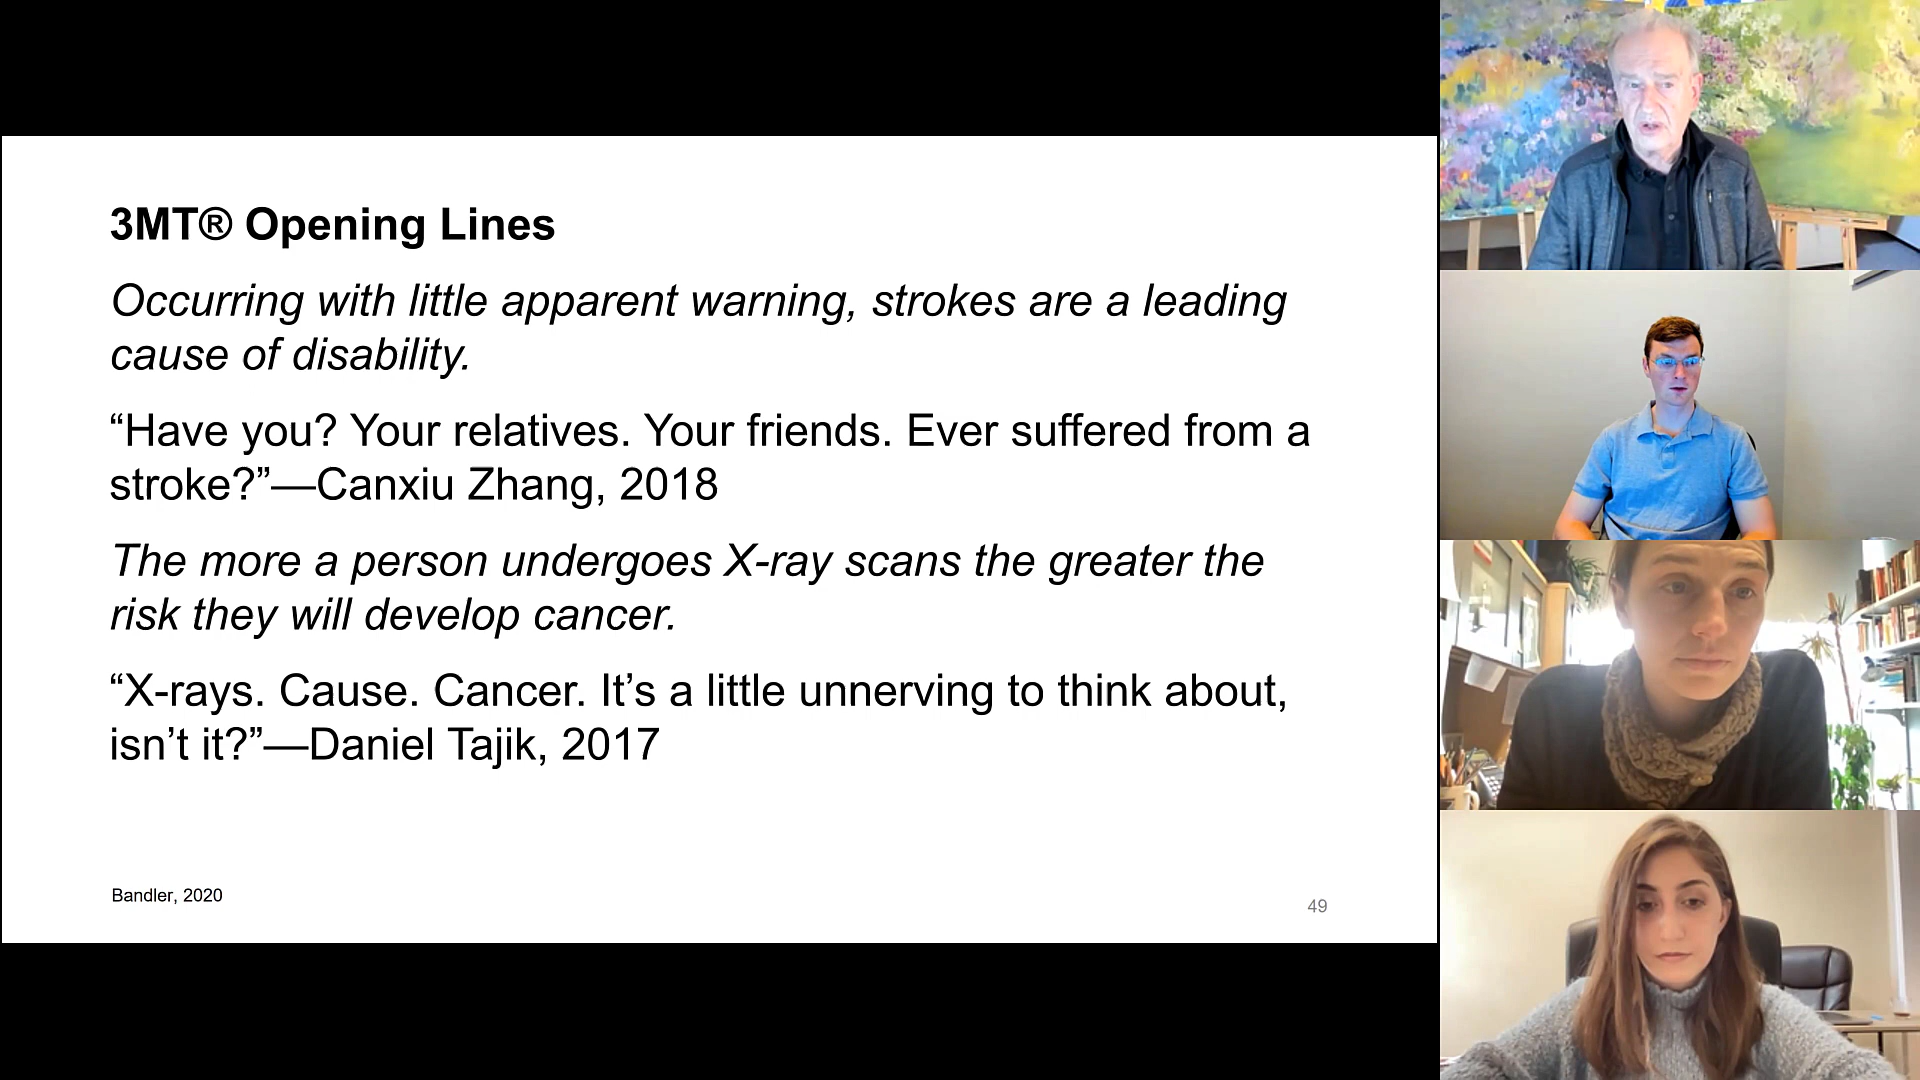 3MT® Opening Lines
Occurring with little apparent warning, strokes are a leading
cause of disability.
“Have you? Your relatives. Your friends. Ever suffered from a
stroke?”—Canxiu Zhang, 2018
The more a person undergoes X-ray scans the greater the
risk they will develop cancer.
“X-rays. Cause. Cancer. It’s a little unnerving to think about,
isn’t it?”—Daniel Tajik, 2017
Bandler, 2020
49